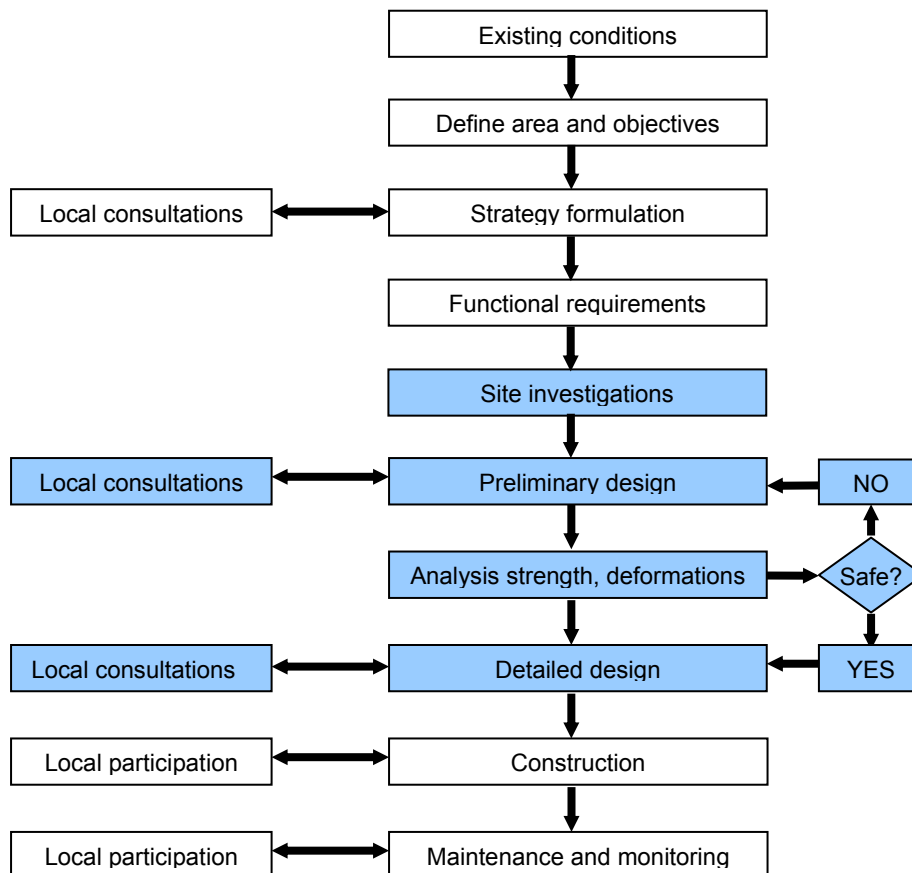 Existing conditions
Define area and objectives
Local consultations
Strategy formulation
Functional requirements
Site investigations
Local consultations
Preliminary design
NO
Analysis strength, deformations
Safe?
Local consultations
Detailed design
YES
Local participation
Construction
Local participation
Maintenance and monitoring